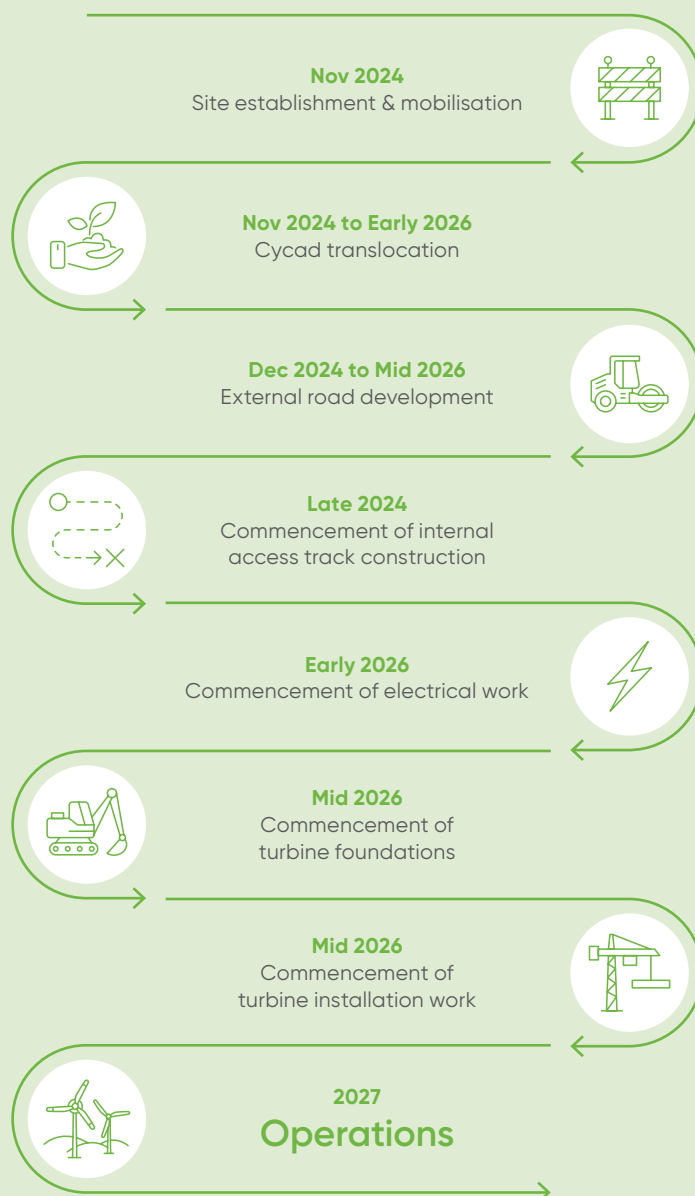 Nov 2024
Site establishment & mobilisation
Nov 2024 to Early 2026
Cycad translocation
Dec 2024 to Mid 2026
External road development
Late 2024
Commencement of internal
access track construction
Early 2026
Commencement of electrical work
Mid 2026
Commencement of
turbine foundations
Mid 2026
Commencement of
turbine installation work
2027
Operations